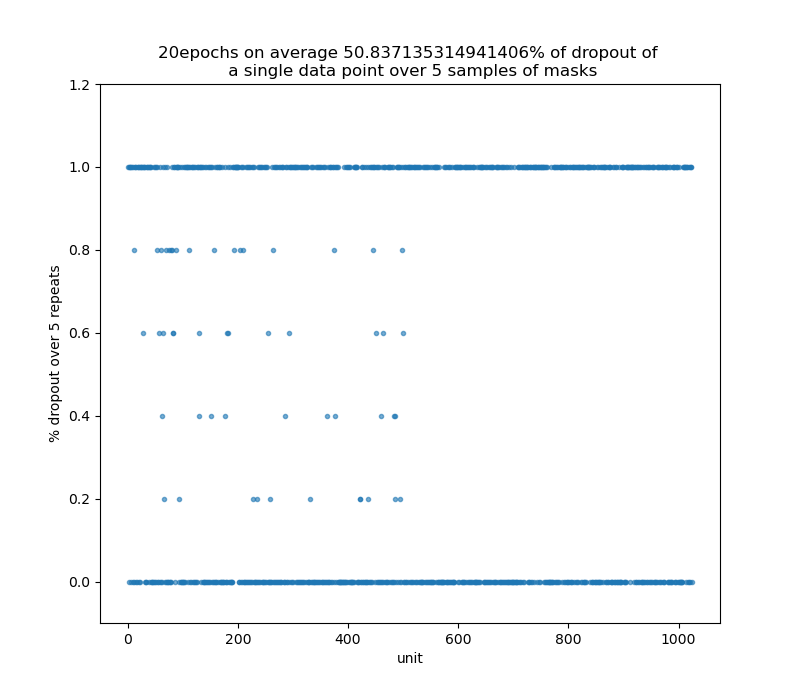 20epochs on average 50.837135314941406% of dropout of
a single data point over 5 samples of masks
1.2
1.0
0.8
0.6
0.4
0.2
0.0
% dropout over 5 repeats
0 200 400 600 800 1000
unit